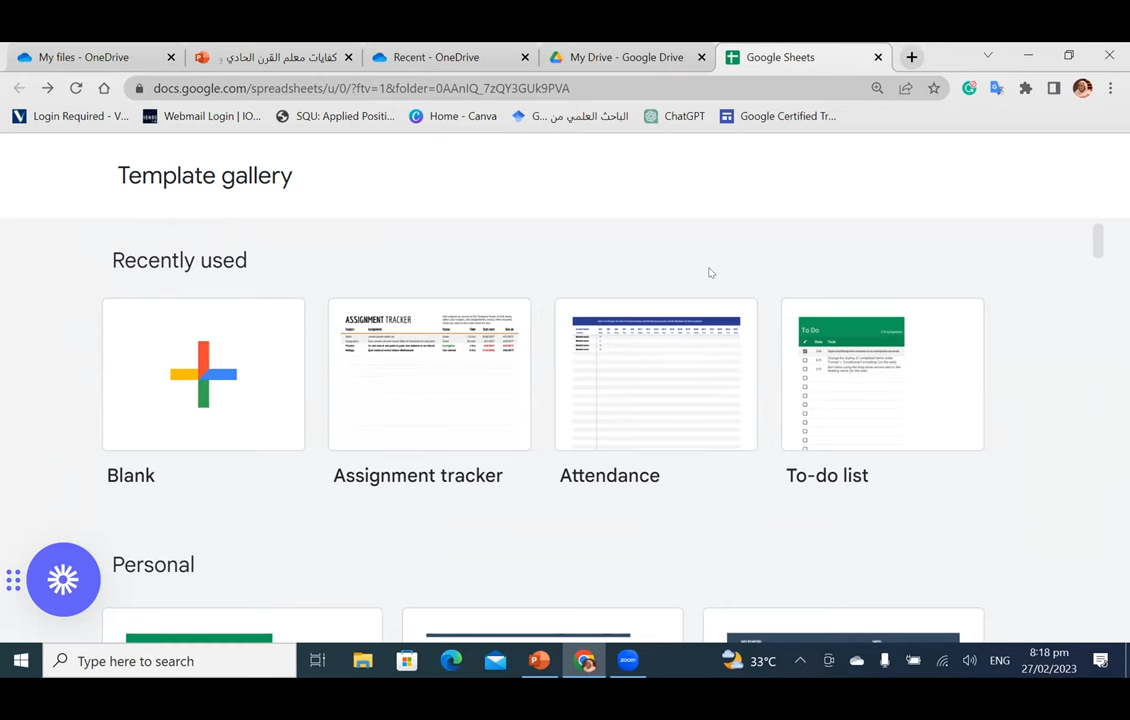 My files - OneDrive
كفايات معلم القرن الحادي و
Recent - OneDrive
My Drive - Google Drive
Google Sheets
docs.google.com/spreadsheets/u/0/?ftv=1&folder=0AAnIQ_7zQY3GUk9PVA
Login Required - V...
Webmail Login | IO...
SQU: Applied Positi...
Home - Canva
الباحث العلمي من G...
ChatGPT
Google Certified Tr...
Template gallery
Recently used
ASSIGNMENT TRACKER
To Do
Date
Task
Blank
Assignment tracker
Attendance
To-do list
Personal
Type here to search
zoom
33°C
ENG
8:18 pm
27/02/2023